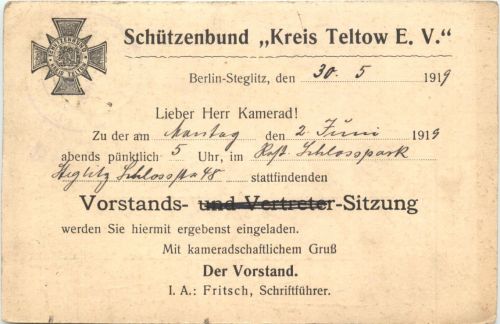 Schützenbund „Kreis Teltow E. V."
Berlin-Steglitz, den 30. 5 1919
Lieber Herr Kamerad!
Zu der am Montag den 2. Juni 1919
abends pünktlich 5 Uhr, im Rest. Schlosspark
Steglitz Schlossstr 48 stattfindenden
Vorstands- und Vertreter-Sitzung
werden Sie hiermit ergebenst eingeladen.
Mit kameradschaftlichem Gruß
Der Vorstand.
I. A.: Fritsch, Schriftführer.